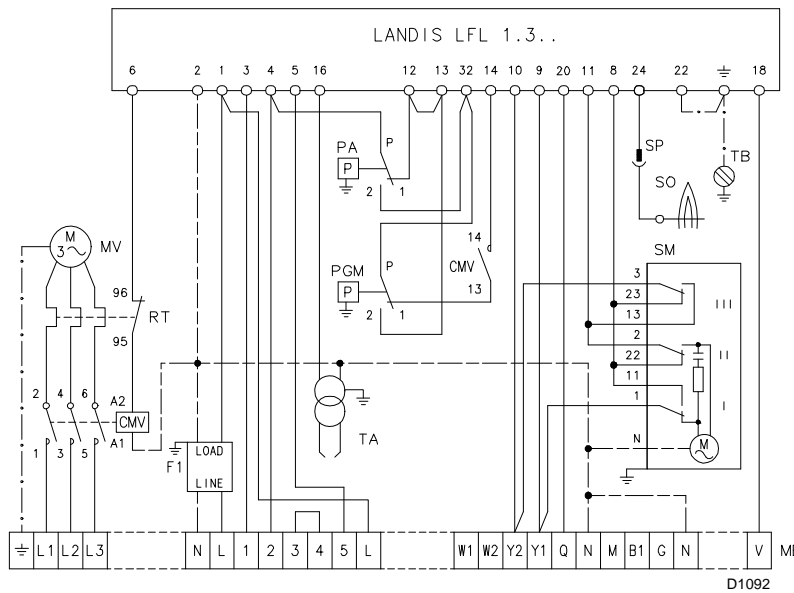 LANDIS LFL 1.3..
6 2 1 3 4 5 16 12 13 32 14 10 9 20 11 8 24 22 18
P
PA
P
2 1
SP
TB
SO
M
3
MV
14
CMV
13
P
PGM
P
2 1
SM
3
23
13
III
2
22
II
11
1
I
N
M
96
RT
95
2 4 6 A2
CMV
1 3 5 A1
LOAD
F1
LINE
TA
L1 L2 L3 N L 1 2 3 4 5 L W1 W2 Y2 Y1 Q N M B1 G N V
D1092